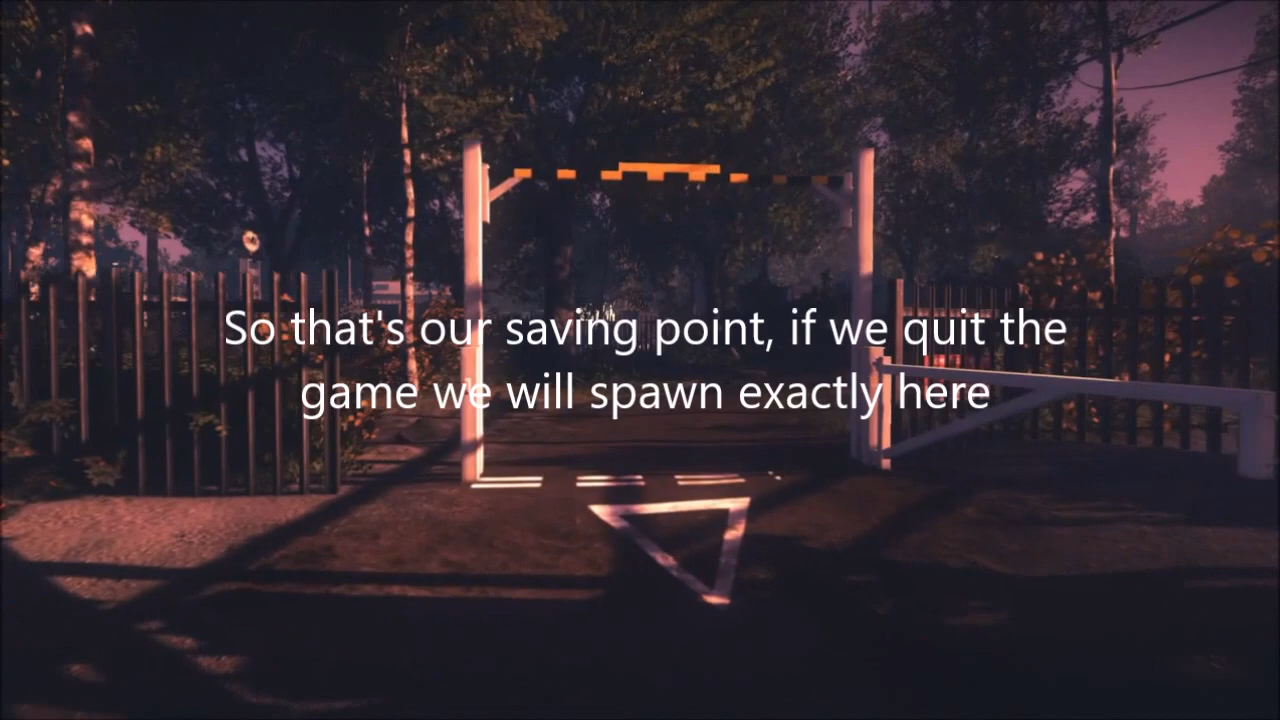 So that's our saving point, if we quit the
game we will spawn exactly here